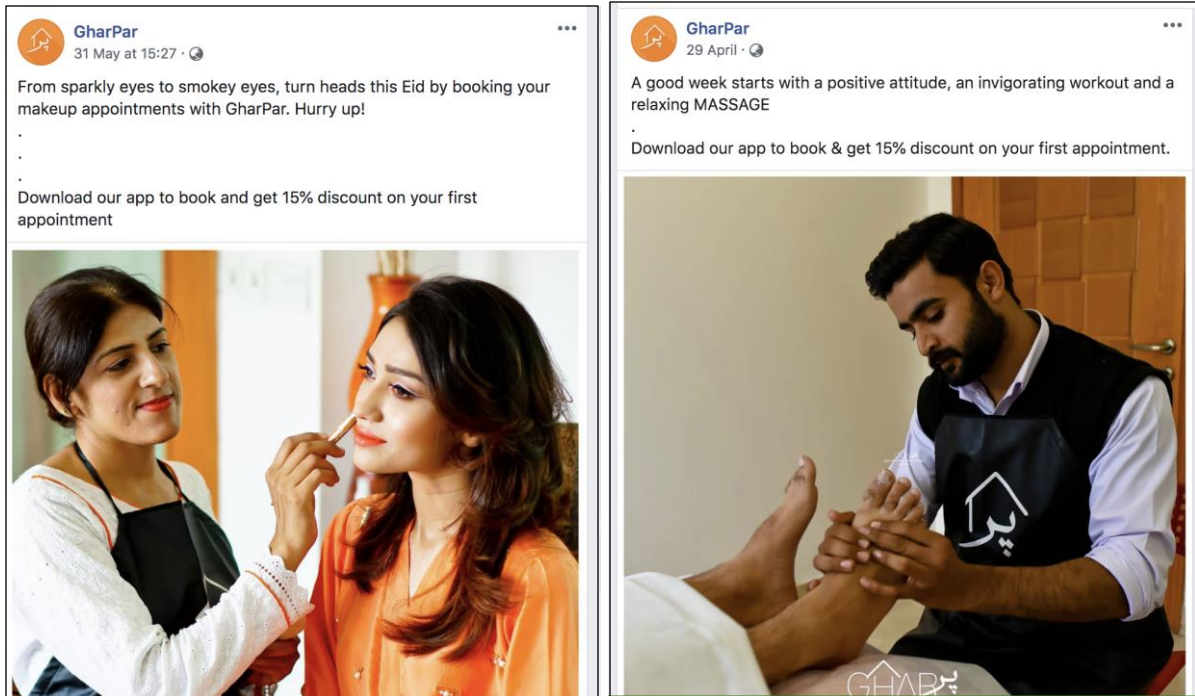 GharPar
31 May at 15:27 ·
From sparkly eyes to smokey eyes, turn heads this Eid by booking your
makeup appointments with GharPar. Hurry up!
.
.
.
Download our app to book and get 15% discount on your first
appointment
GharPar
29 April ·
A good week starts with a positive attitude, an invigorating workout and a
relaxing MASSAGE
.
Download our app to book & get 15% discount on your first appointment.
پر
GHARپر